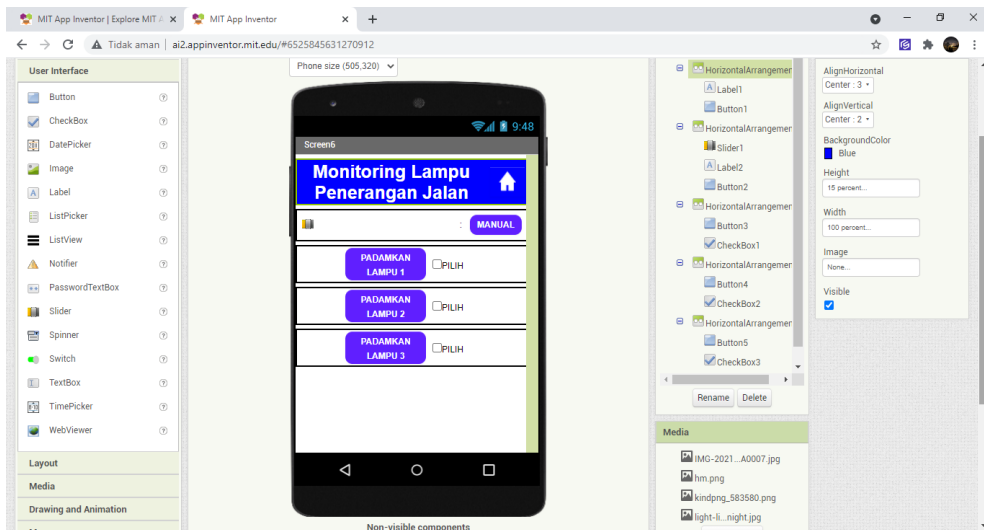 MIT App Inventor | Explore MIT A
MIT App Inventor
Tidak aman | ai2.appinventor.mit.edu/#6525845631270912
User Interface
Button
CheckBox
DatePicker
Image
Label
ListPicker
ListView
Notifier
PasswordTextBox
Slider
Spinner
Switch
TextBox
TimePicker
WebViewer
Layout
Media
Drawing and Animation
Phone size (505,320)
9:48
Screen6
Monitoring Lampu
Penerangan Jalan
: MANUAL
PADAMKAN
LAMPU 1
PILIH
PADAMKAN
LAMPU 2
PILIH
PADAMKAN
LAMPU 3
PILIH
Non-visible components
HorizontalArrangemen
Label1
Button1
HorizontalArrangemen
Slider1
Label2
Button2
HorizontalArrangemen
Button3
CheckBox1
HorizontalArrangemen
Button4
CheckBox2
HorizontalArrangemen
Button5
CheckBox3
Rename Delete
Media
IMG-2021...A0007.jpg
hm.png
kindpng_583580.png
light-li...night.jpg
AlignHorizontal
Center : 3
AlignVertical
Center : 2
BackgroundColor
Blue
Height
15 percent...
Width
100 percent...
Image
None...
Visible